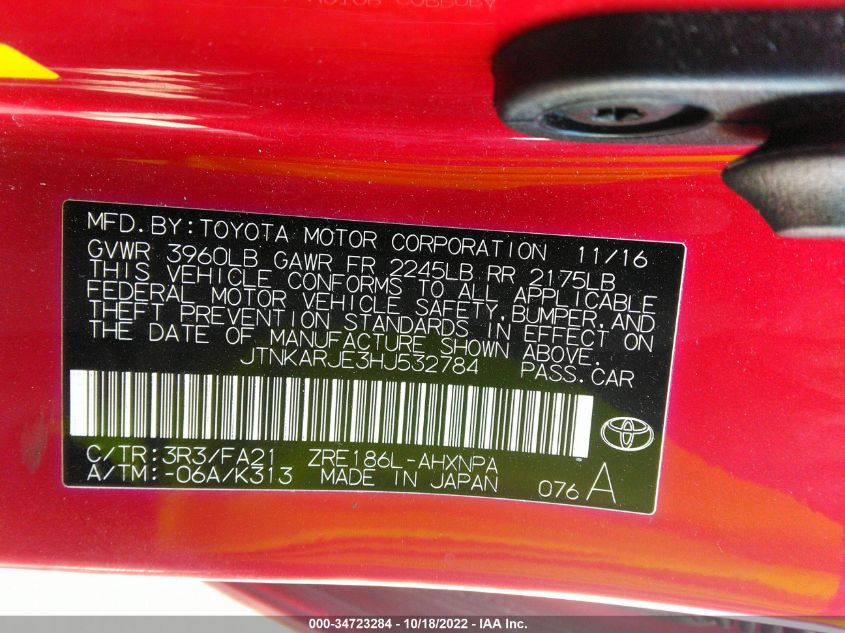 MFD.BY:TOYOTA MOTOR CORPORATION 11/16
GVWR 3960LB GAWR FR 2245LB RR 2175LB
THIS VEHICLE CONFORMS TO ALL APPLICABLE
FEDERAL MOTOR VEHICLE SAFETY,BUMPER,AND
THEFT PREVENTION STANDARDS IN EFFECT ON
THE DATE OF MANUFACTURE SHOWN ABOVE.
JTNKARJE3HJ532784 PASS.CAR
C/TR:3R3/FA21 ZRE186L-AHXNPA
A/TM:-06A/K313 MADE IN JAPAN 076A
000-34723284 - 10/18/2022 - IAA Inc.